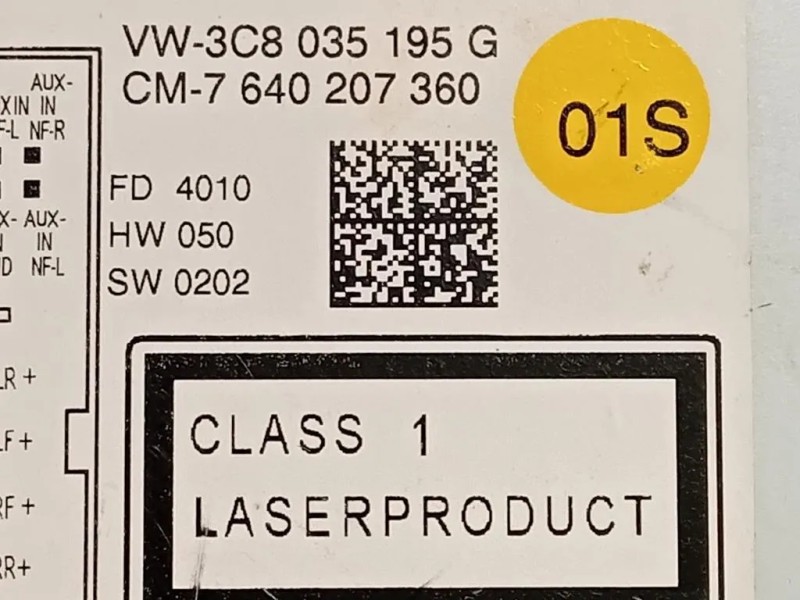 VW-3C8 035 195 G
CM-7 640 207 360
01S
AUX-
IN
NF-R
AUX-
IN
NF-L
FD 4010
HW 050
SW 0202
CLASS 1
LASERPRODUCT